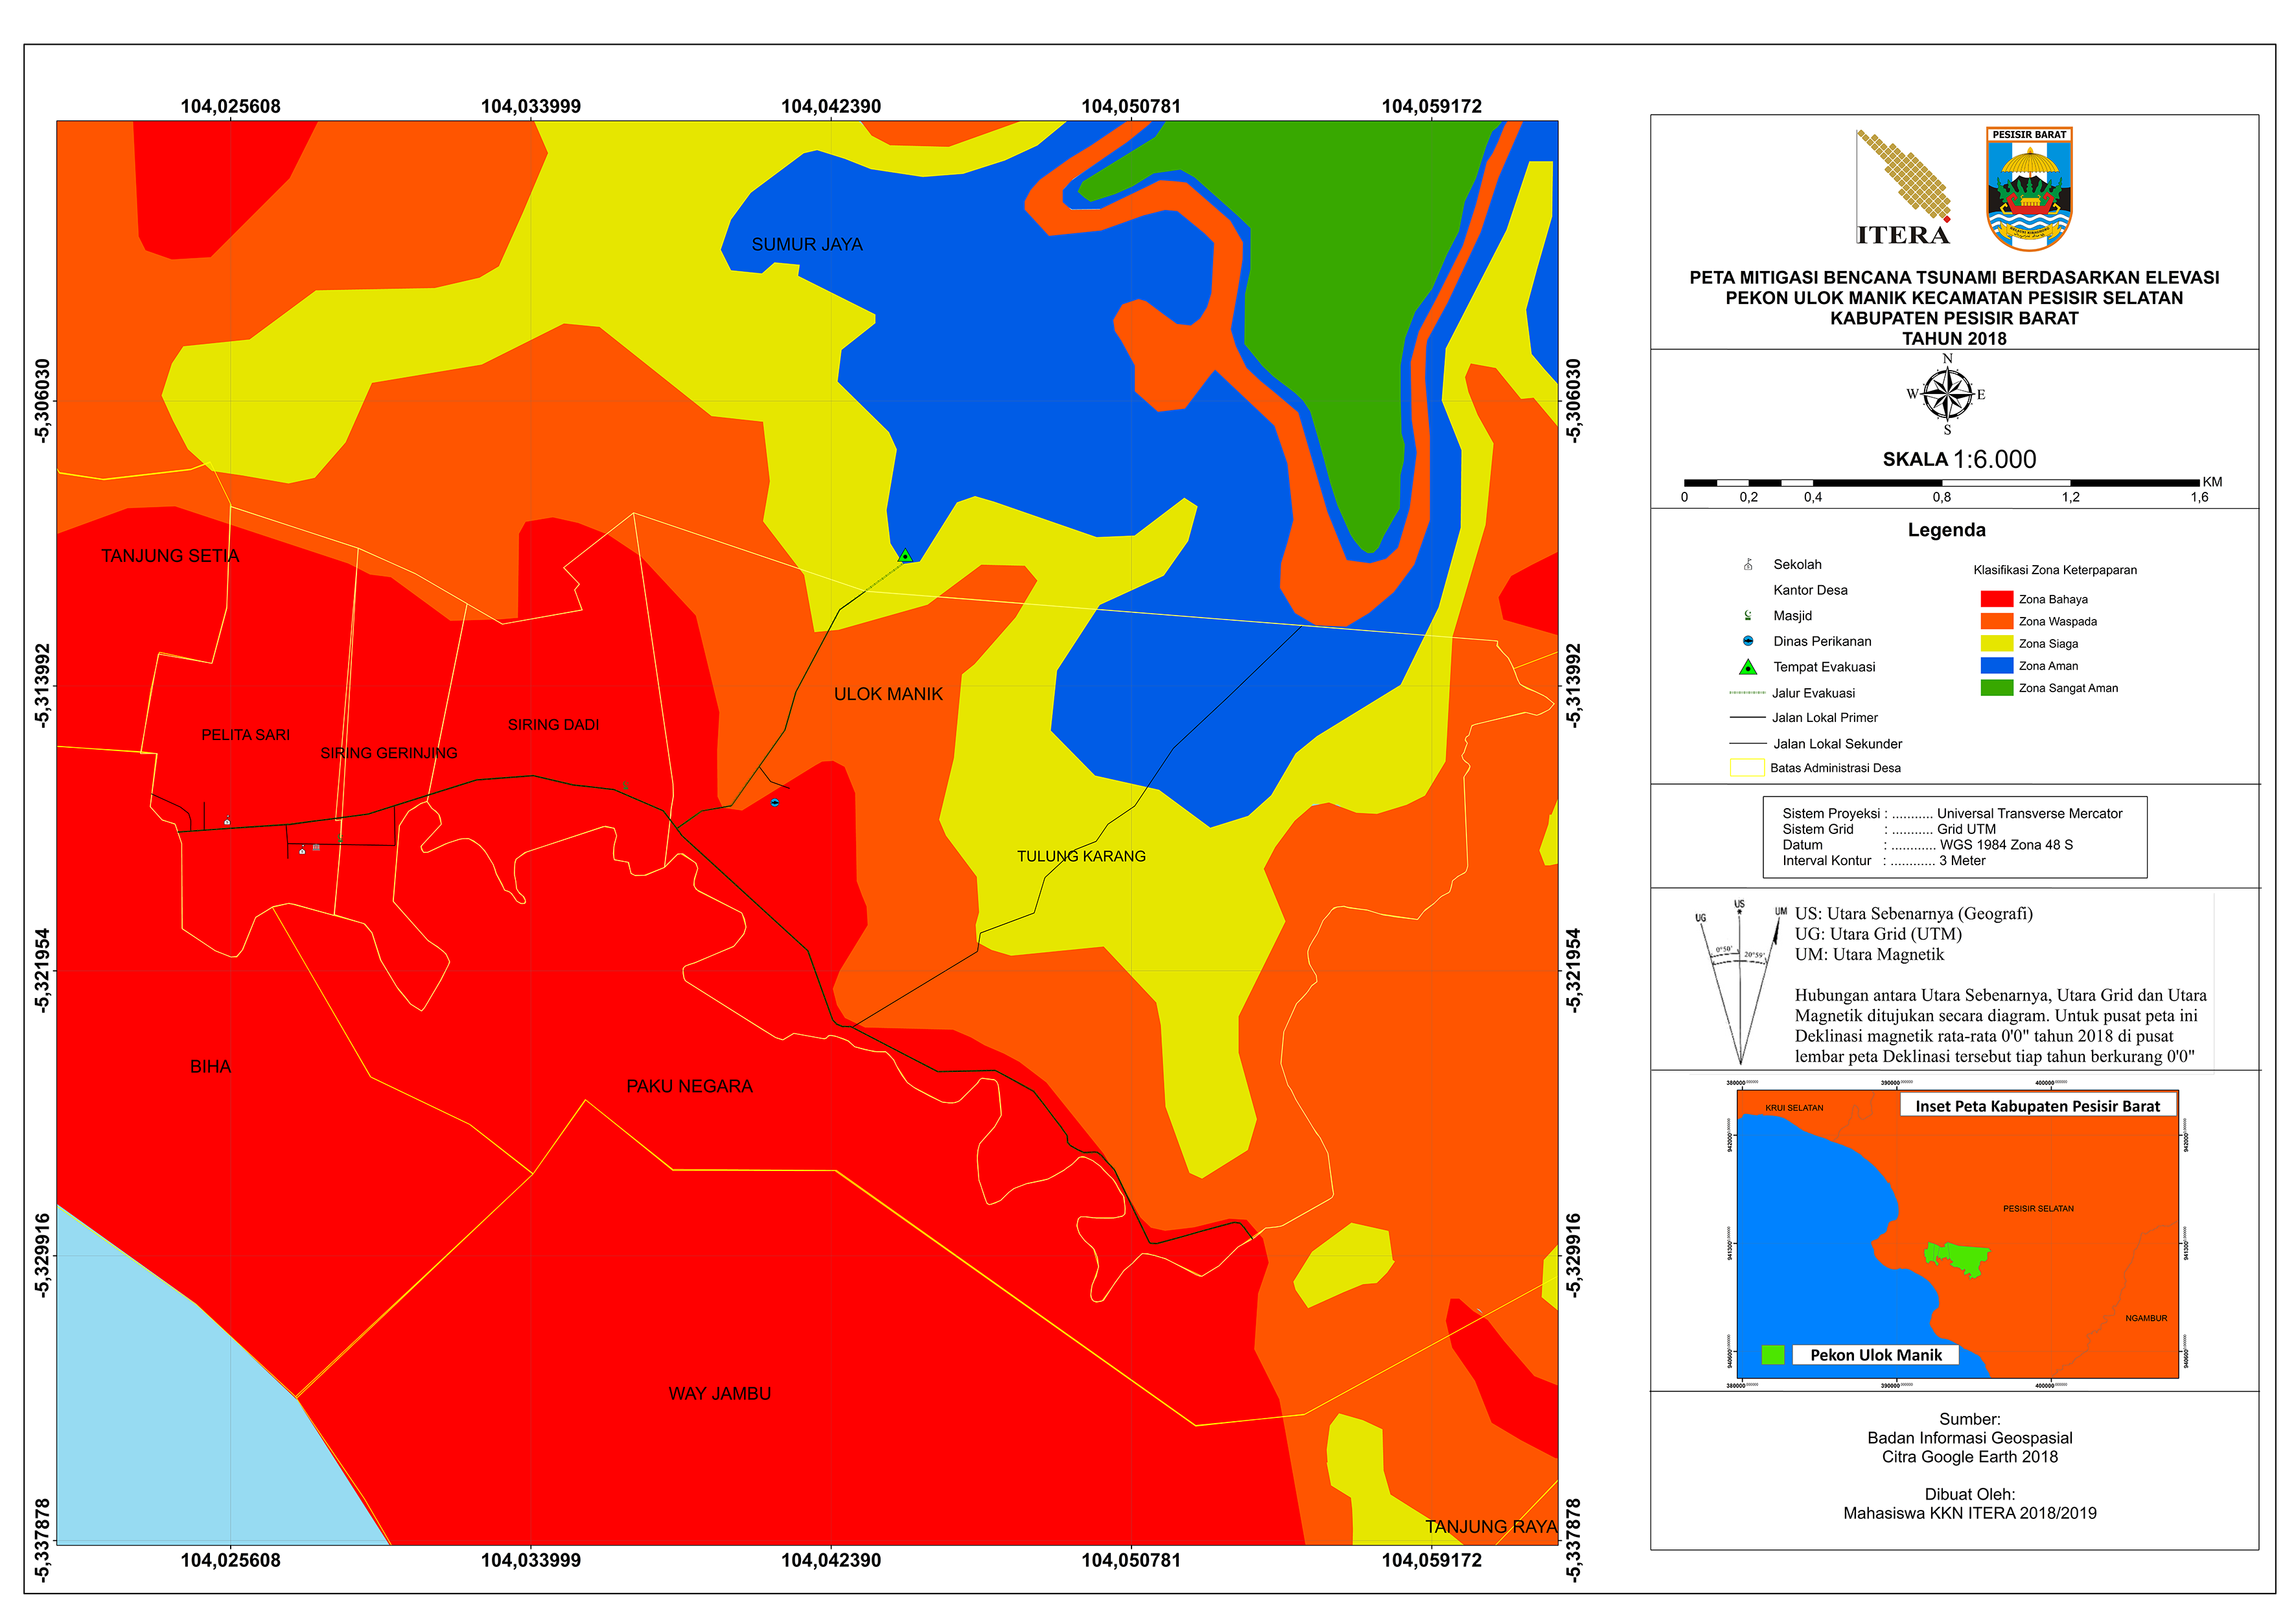 104,025608
104,033999
104,042390
104,050781
104,059172
-5,306030
-5,313992
-5,321954
-5,329916
-5,337878
SUMUR JAYA
TANJUNG SETIA
ULOK MANIK
PELITA SARI
SIRING GERINJING
SIRING DADI
TULUNG KARANG
BIHA
PAKU NEGARA
WAY JAMBU
TANJUNG RAYA
-5,306030
-5,313992
-5,321954
-5,329916
-5,337878
104,025608
104,033999
104,042390
104,050781
104,059172
ITERA
PESISIR BARAT
PETA MITIGASI BENCANA TSUNAMI BERDASARKAN ELEVASI
PEKON ULOK MANIK KECAMATAN PESISIR SELATAN
KABUPATEN PESISIR BARAT
TAHUN 2018
N
W E
S
SKALA 1:6.000
0 0,2 0,4 0,8 1,2 1,6 KM
Legenda
Sekolah
Kantor Desa
Masjid
Dinas Perikanan
Tempat Evakuasi
Jalur Evakuasi
Jalan Lokal Primer
Jalan Lokal Sekunder
Batas Administrasi Desa
Klasifikasi Zona Keterpaparan
Zona Bahaya
Zona Waspada
Zona Siaga
Zona Aman
Zona Sangat Aman
Sistem Proyeksi : ........... Universal Transverse Mercator
Sistem Grid : ........... Grid UTM
Datum : ............ WGS 1984 Zona 48 S
Interval Kontur : ............ 3 Meter
UG US UM
0°50' 20°59'
US: Utara Sebenarnya (Geografi)
UG: Utara Grid (UTM)
UM: Utara Magnetik
Hubungan antara Utara Sebenarnya, Utara Grid dan Utara
Magnetik ditujukan secara diagram. Untuk pusat peta ini
Deklinasi magnetik rata-rata 0'0" tahun 2018 di pusat
lembar peta Deklinasi tersebut tiap tahun berkurang 0'0"
380000 390000 400000
Inset Peta Kabupaten Pesisir Barat
KRUI SELATAN
PESISIR SELATAN
NGAMBUR
Pekon Ulok Manik
380000 390000 400000
Sumber:
Badan Informasi Geospasial
Citra Google Earth 2018
Dibuat Oleh:
Mahasiswa KKN ITERA 2018/2019